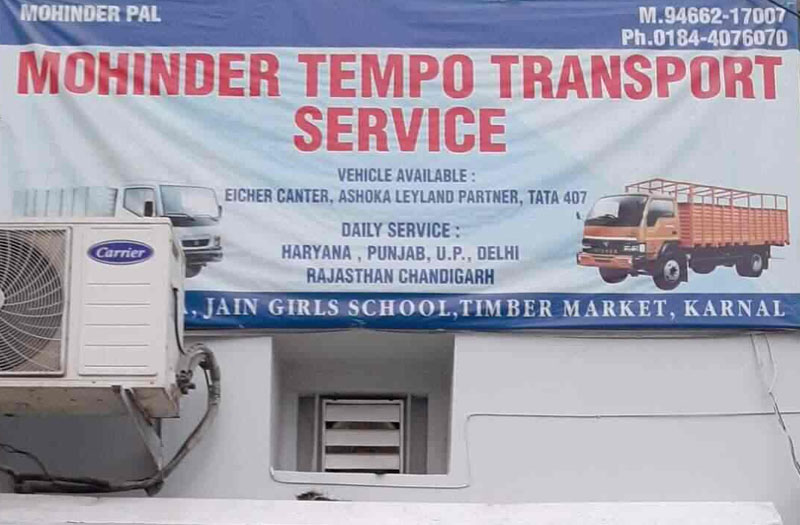 MOHINDER PAL
M.94662-17007
Ph.0184-4076070
MOHINDER TEMPO TRANSPORT
SERVICE
VEHICLE AVAILABLE :
EICHER CANTER, ASHOKA LEYLAND PARTNER, TATA 407
DAILY SERVICE :
HARYANA , PUNJAB, U.P., DELHI
RAJASTHAN CHANDIGARH
, JAIN GIRLS SCHOOL,TIMBER MARKET, KARNAL
Carrier